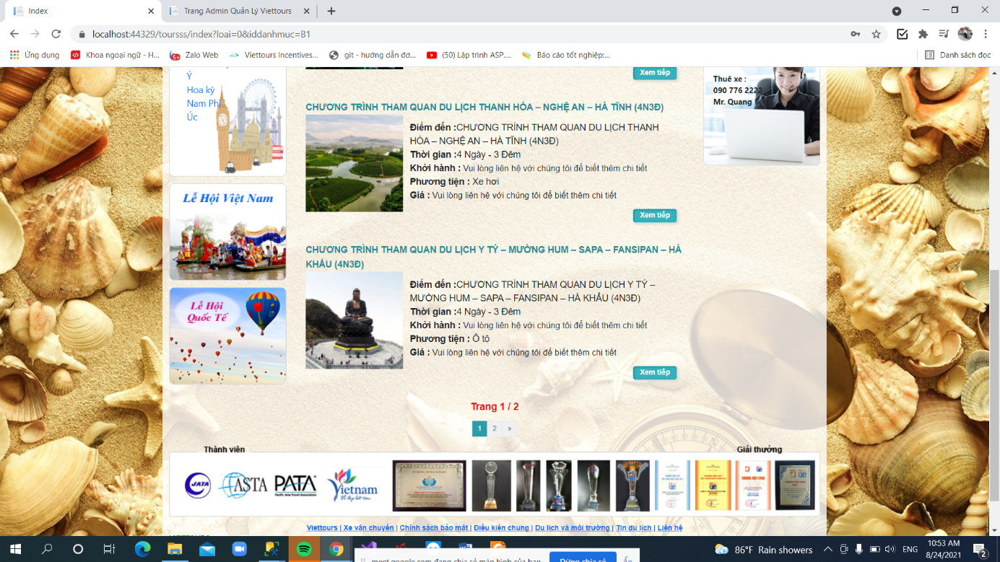 Index
Trang Admin Quản Lý Viettours
localhost:44329/toursss/index?loai=0&iddanhmuc=B1
Ứng dụng
Khoa ngoại ngữ - H...
Zalo Web
Viettours Incentives...
git - hướng dẫn đơ...
(50) Lập trình ASP....
Báo cáo tốt nghiệp:...
Danh sách đọc
Ý
Hoa kỳ
Nam Phi
Úc
Lễ Hội Việt Nam
Lễ Hội
Quốc Tế
Xem tiếp
CHƯƠNG TRÌNH THAM QUAN DU LỊCH THANH HÓA – NGHỆ AN – HÀ TĨNH (4N3Đ)
Điểm đến :CHƯƠNG TRÌNH THAM QUAN DU LỊCH THANH
HÓA – NGHỆ AN – HÀ TĨNH (4N3Đ)
Thời gian :4 Ngày - 3 Đêm
Khởi hành : Vui lòng liên hệ với chúng tôi để biết thêm chi tiết
Phương tiện : Xe hơi
Giá : Vui lòng liên hệ với chúng tôi để biết thêm chi tiết
Xem tiếp
CHƯƠNG TRÌNH THAM QUAN DU LỊCH Y TÝ – MƯỜNG HUM – SAPA – FANSIPAN – HÀ
KHẨU (4N3Đ)
Điểm đến :CHƯƠNG TRÌNH THAM QUAN DU LỊCH Y TÝ –
MƯỜNG HUM – SAPA – FANSIPAN – HÀ KHẨU (4N3Đ)
Thời gian :4 Ngày - 3 Đêm
Khởi hành : Vui lòng liên hệ với chúng tôi để biết thêm chi tiết
Phương tiện : Ô tô
Giá : Vui lòng liên hệ với chúng tôi để biết thêm chi tiết
Xem tiếp
Trang 1 / 2
1 2 »
Thuê xe :
090 776 2222
Mr. Quang
Thành viên
Giải thưởng
JATA
ASTA
PATA
Pacific Asia Travel Association
Vietnam
Viettours | Xe vận chuyển | Chính sách bảo mật | Điều kiện chung | Du lịch và môi trường | Tin du lịch | Liên hệ
meet.google.com đang chia sẻ màn hình của bạn.
Dừng chia sẻ
Ẩn
86°F Rain showers
ENG
10:53 AM
8/24/2021
2